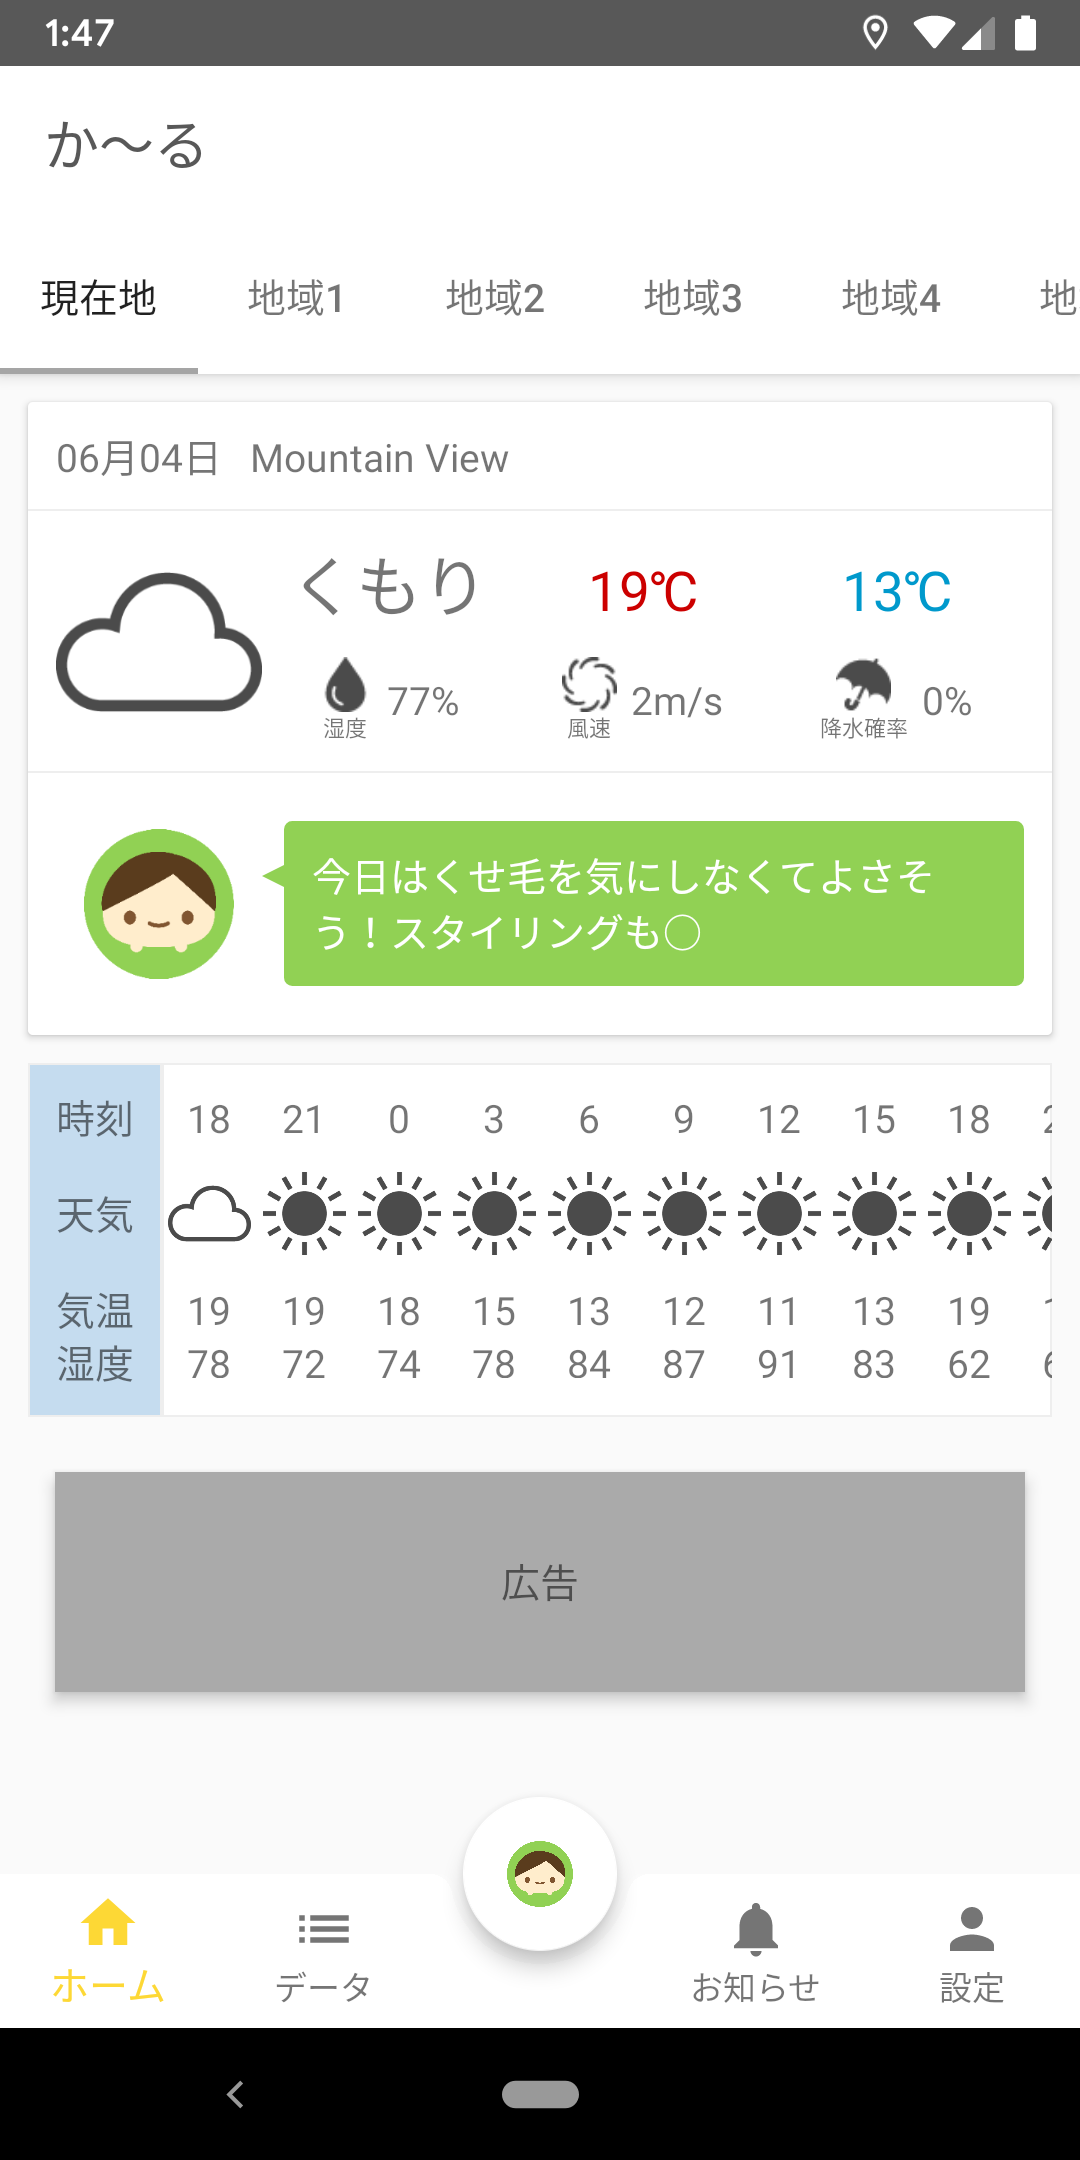 1:47
か〜る
現在地 地域1 地域2 地域3 地域4 地
06月04日 Mountain View
くもり 19℃ 13℃
77% 2m/s 0%
湿度 風速 降水確率
今日はくせ毛を気にしなくてよさそ
う！スタイリングも◯
時刻 18 21 0 3 6 9 12 15 18
天気
気温 19 19 18 15 13 12 11 13 19
湿度 78 72 74 78 84 87 91 83 62
広告
ホーム データ お知らせ 設定